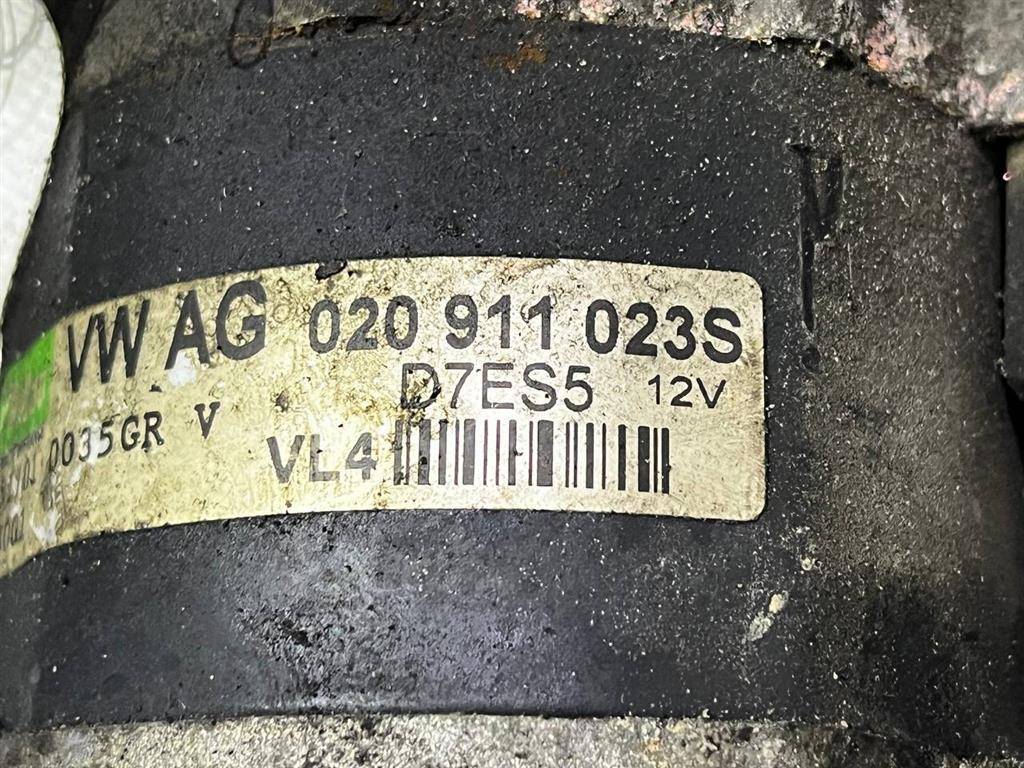 VW AG 020 911 023S
D7ES5 12V
0035GR V
VL4